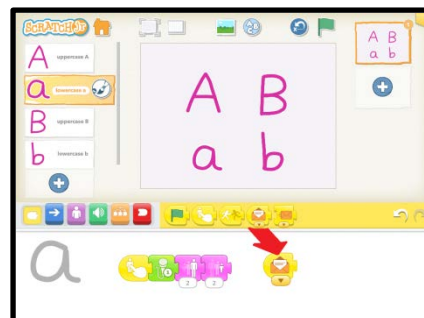 SCRATCHJR
A
uppercase A
a
lowercase a
B
uppercase B
b
lowercase b
A B
a b
A B
a b
a
2 2